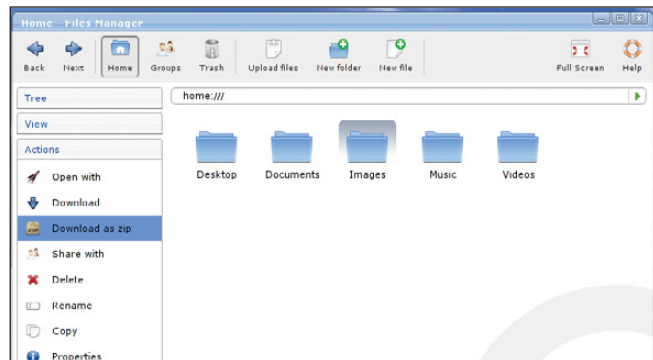 Home - Files Manager
Back Next Home Groups Trash Upload files New folder New file Full Screen Help
Tree
home:///
View
Actions
Desktop Documents Images Music Videos
Open with
Download
ZIP Download as zip
Share with
Delete
Rename
Copy
Properties